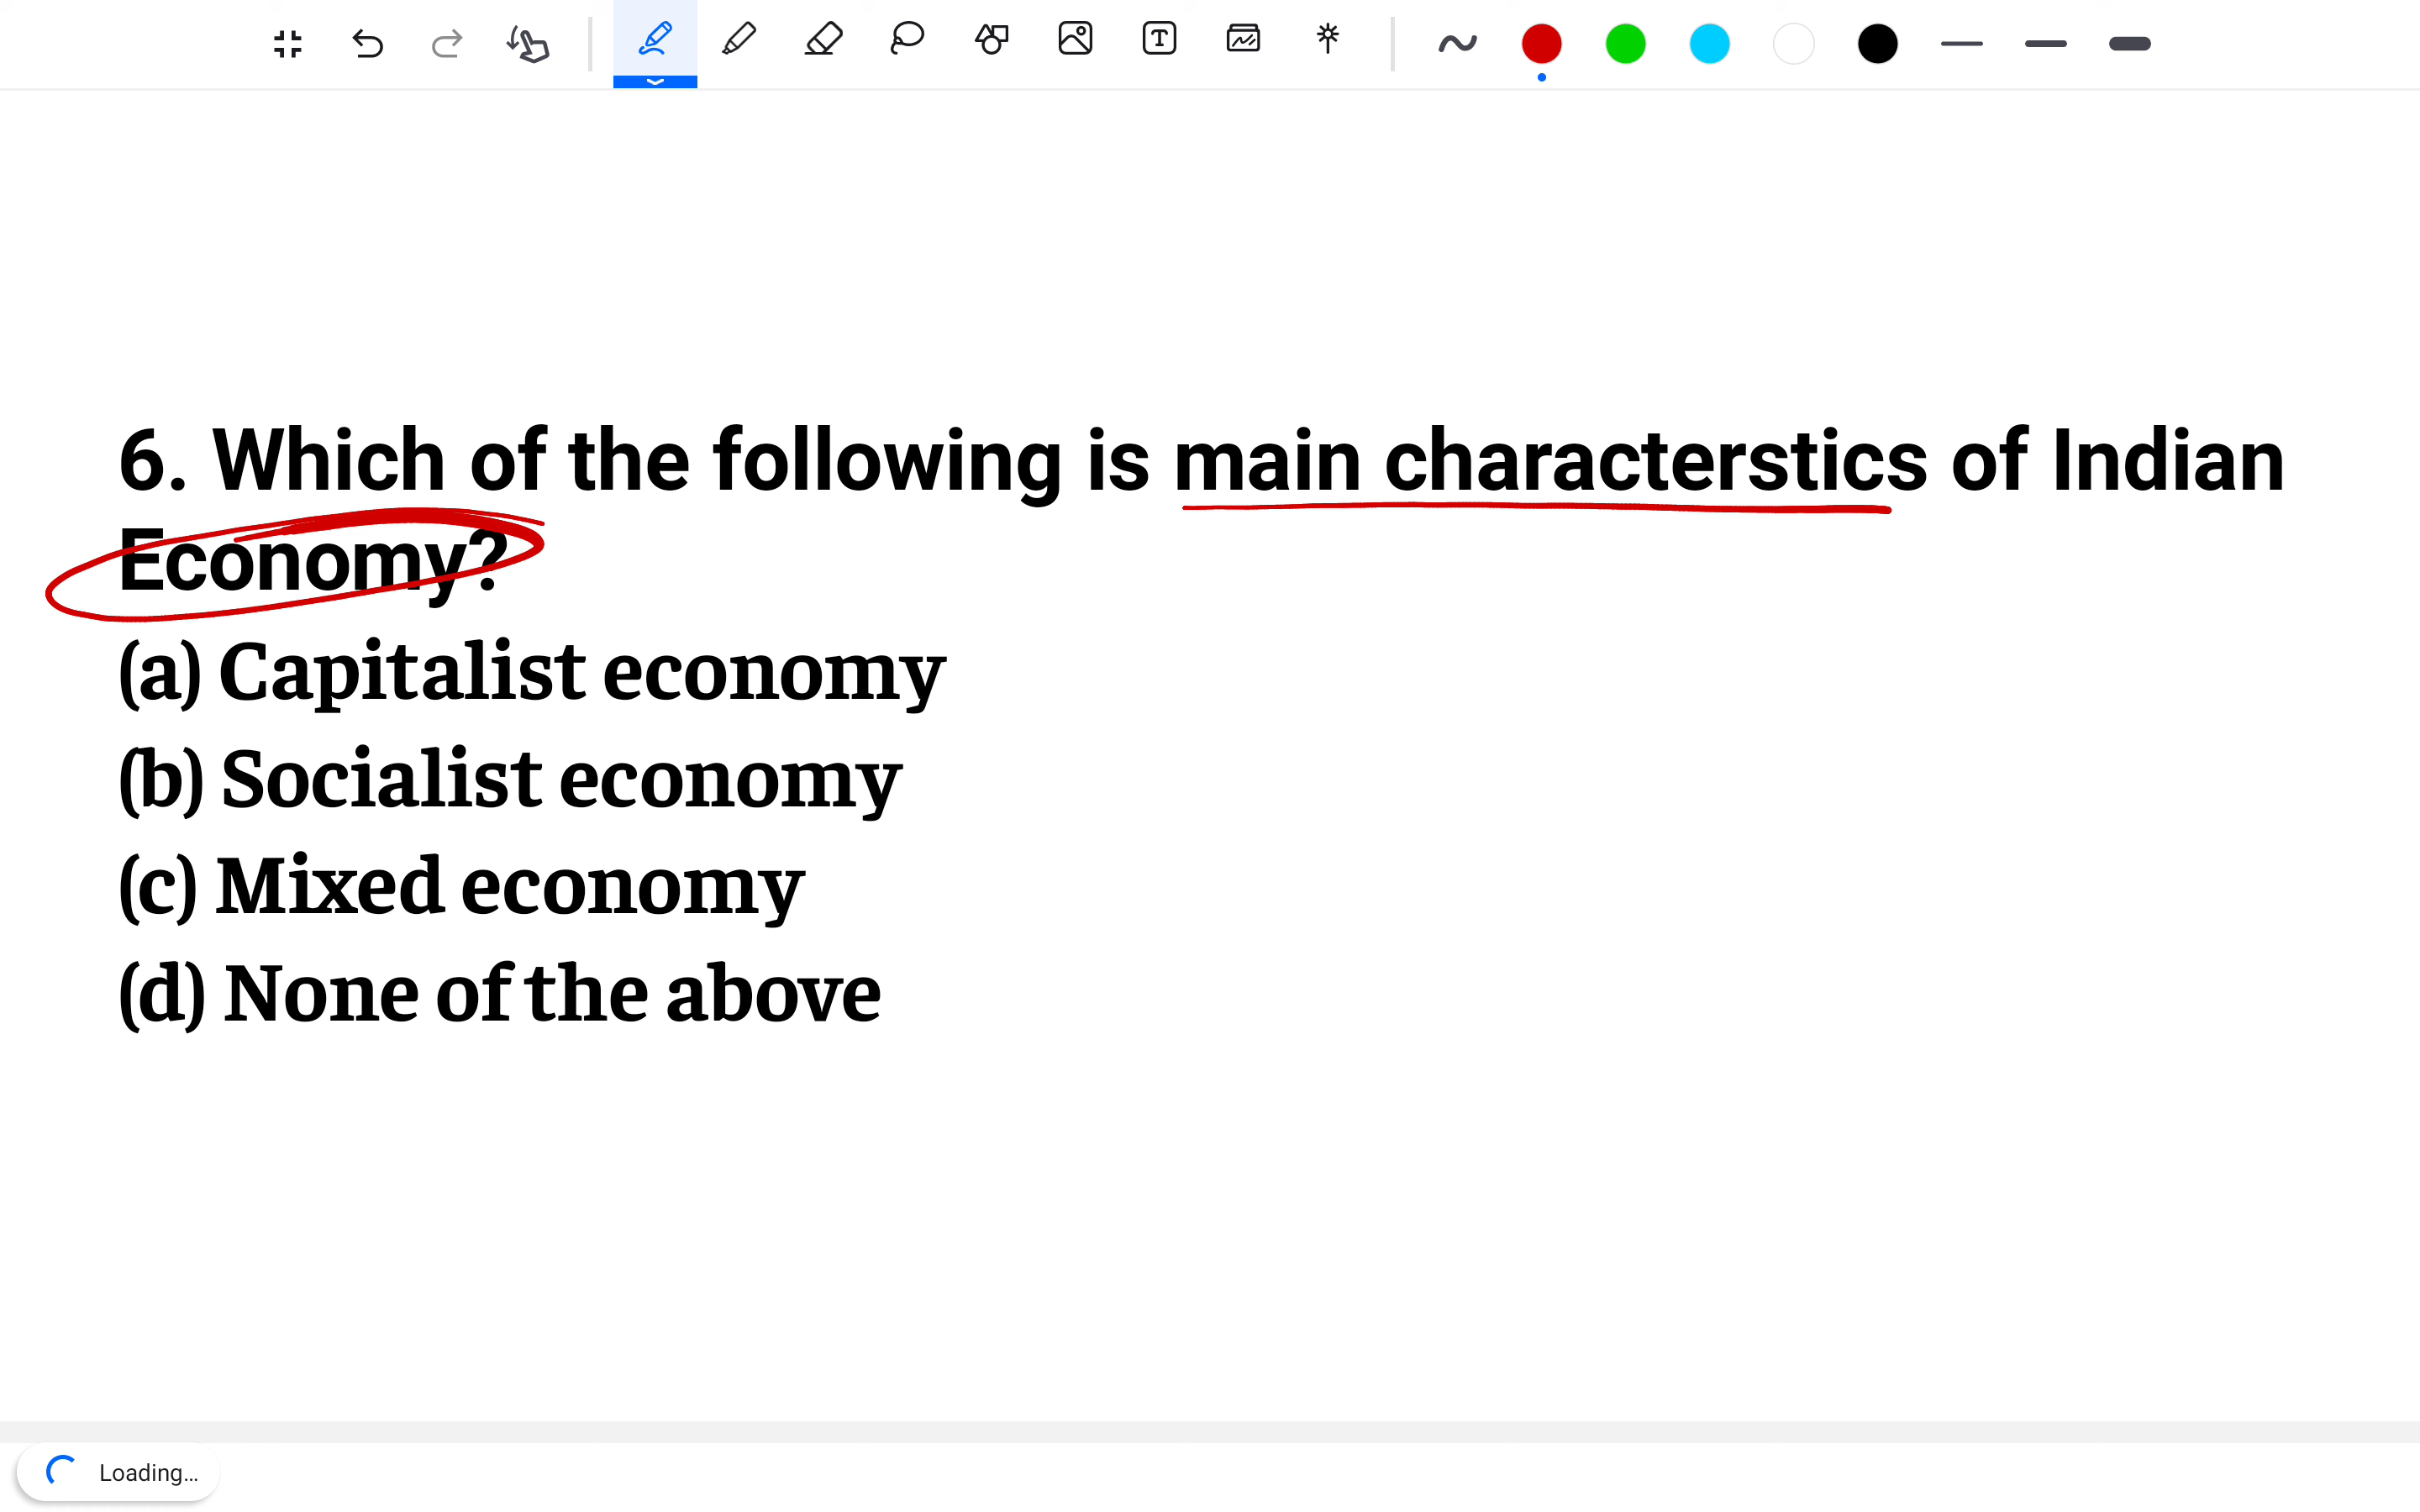 6. Which of the following is main characterstics of Indian
Economy?
(a) Capitalist economy
(b) Socialist economy
(c) Mixed economy
(d) None of the above
Loading...